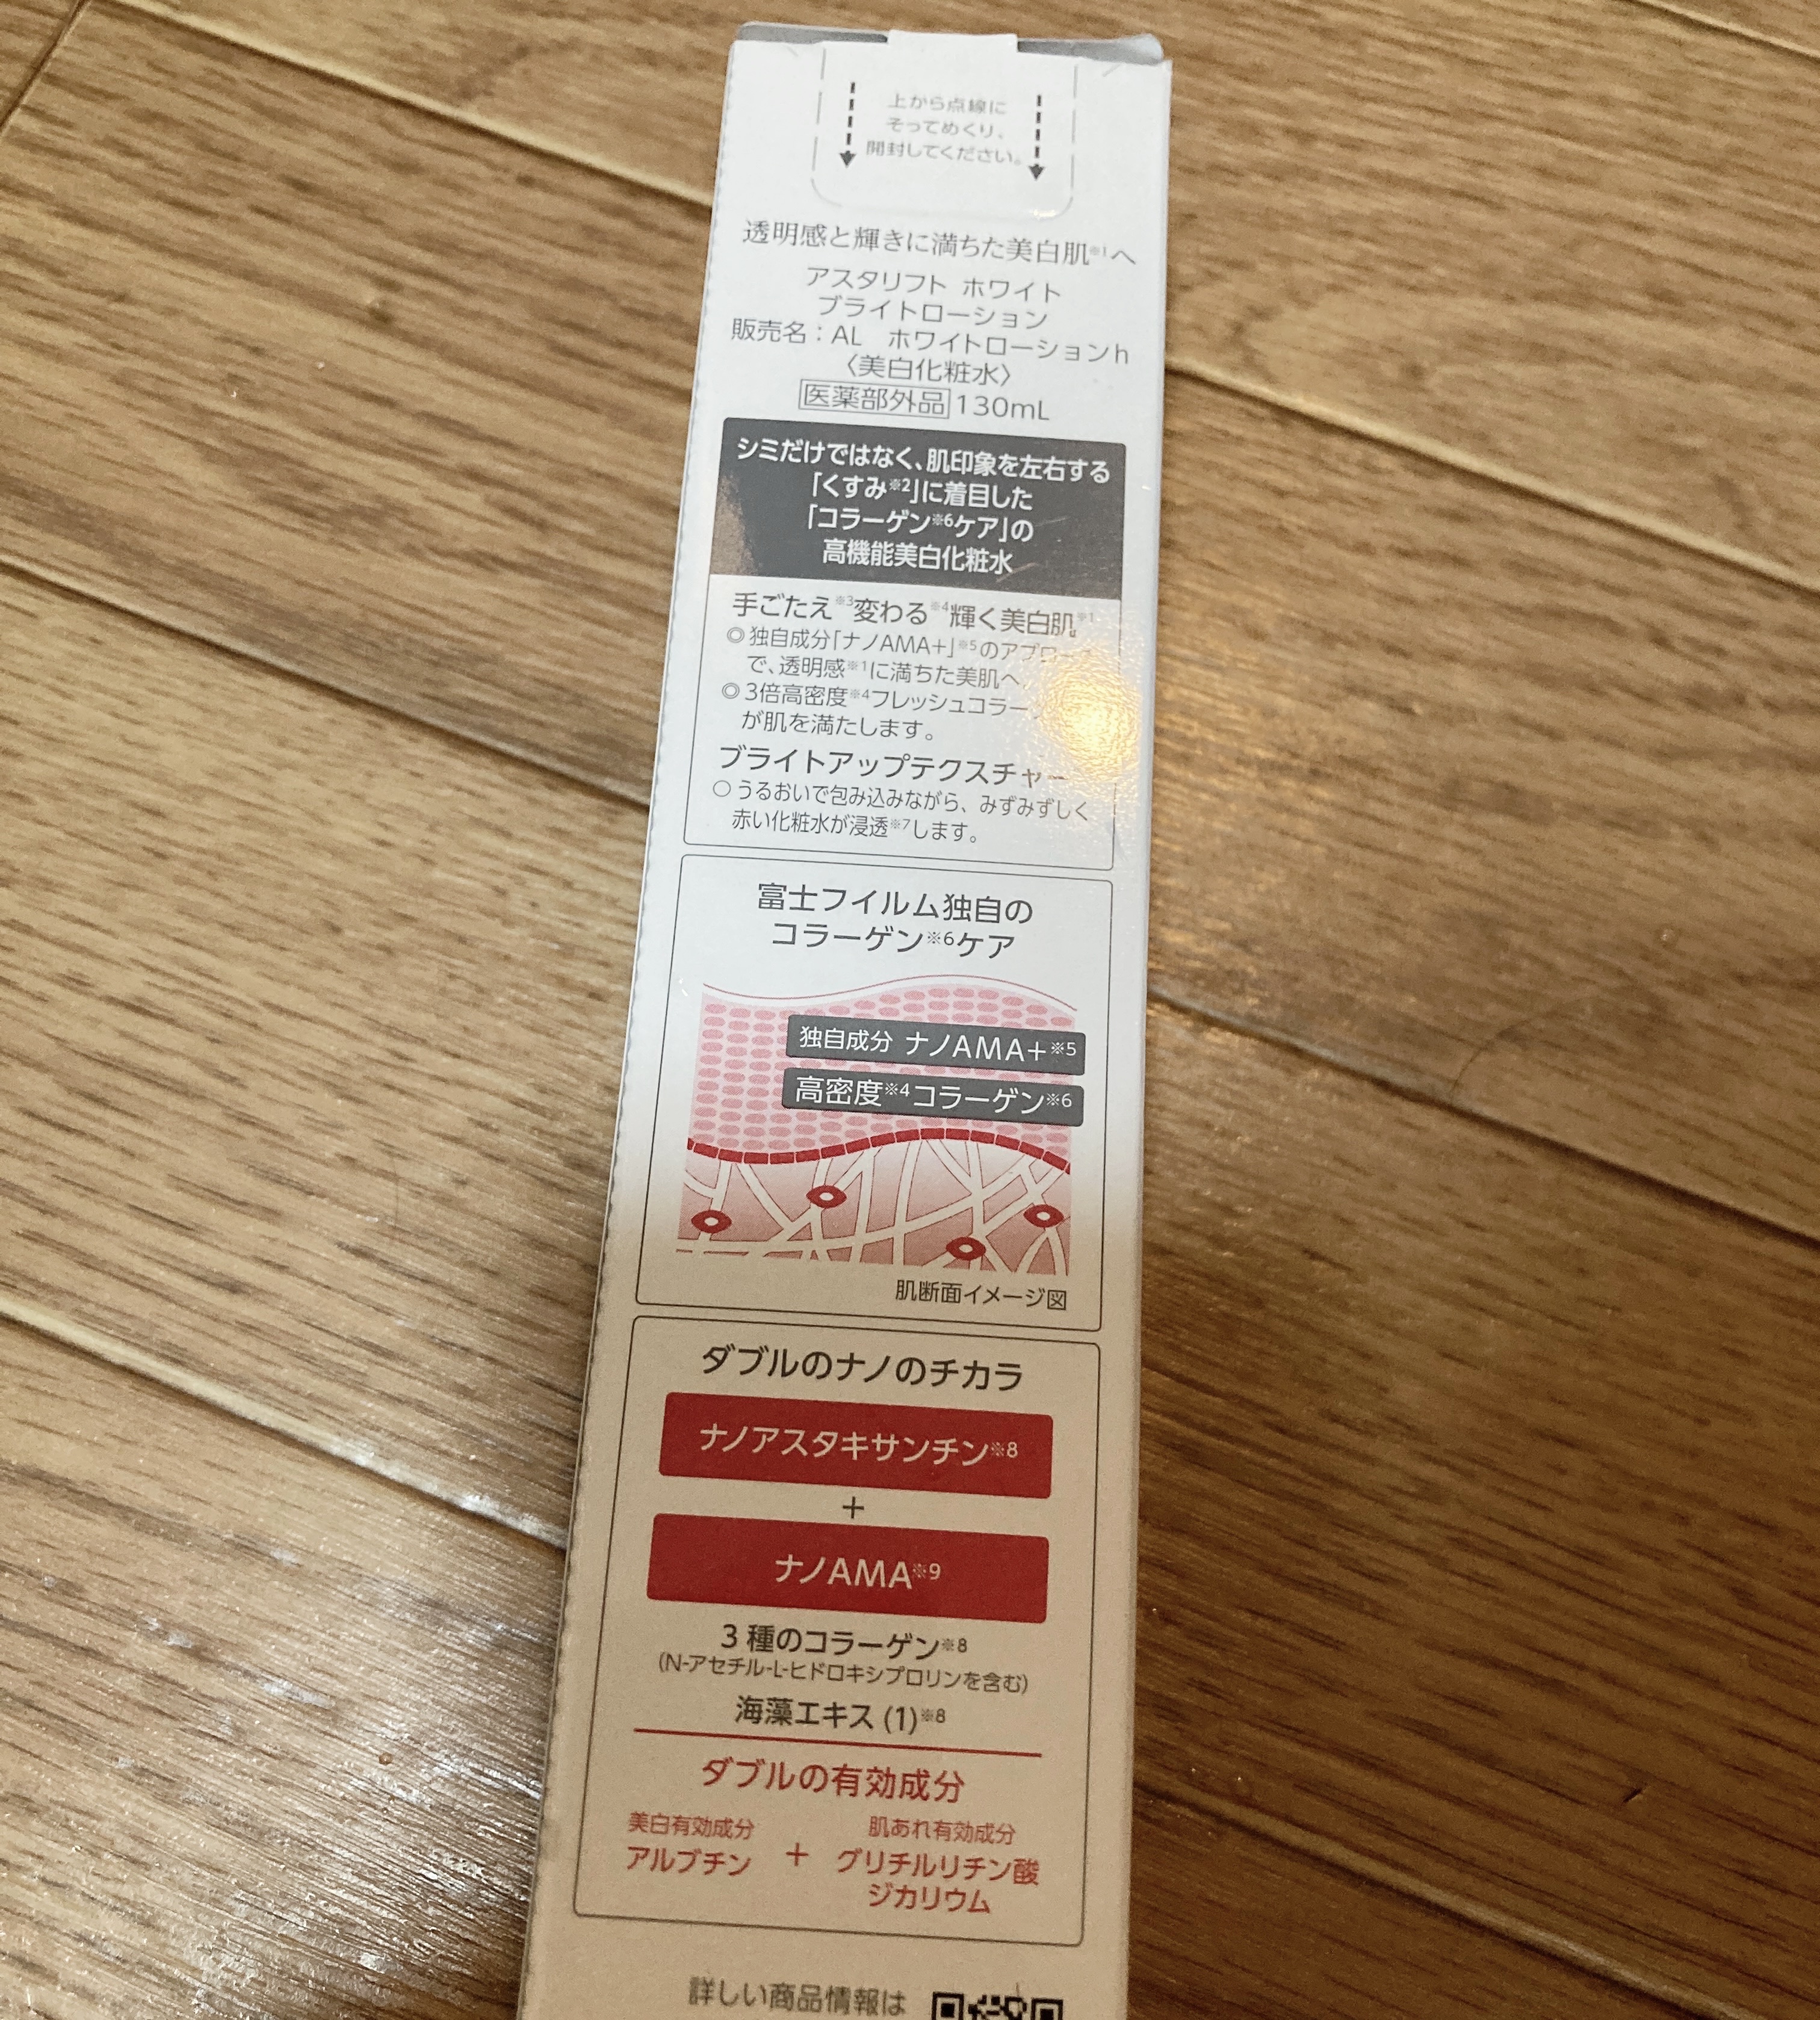 上から点線に
そってめくり、
開封してください。
透明感と輝きに満ちた美白肌※1へ
アスタリフト ホワイト
ブライトローション
販売名：AL ホワイトローションh
〈美白化粧水〉
医薬部外品 130mL
シミだけではなく、肌印象を左右する
「くすみ※2」に着目した
「コラーゲン※6ケア」の
高機能美白化粧水
手ごたえ※3変わる※4輝く美白肌※1
◎独自成分「ナノAMA+」※5のアプローチ
で、透明感※1に満ちた美肌へ。
◎3倍高密度※4フレッシュコラー
が肌を満たします。
ブライトアップテクスチャー
○うるおいで包み込みながら、みずみずしく
赤い化粧水が浸透※7します。
富士フイルム独自の
コラーゲン※6ケア
独自成分 ナノAMA+※5
高密度※4コラーゲン※6
肌断面イメージ図
ダブルのナノのチカラ
ナノアスタキサンチン※8
+
ナノAMA※9
3種のコラーゲン※8
(N-アセチル-L-ヒドロキシプロリンを含む)
海藻エキス(1)※8
ダブルの有効成分
美白有効成分 肌あれ有効成分
アルブチン + グリチルリチン酸
ジカリウム
詳しい商品情報は